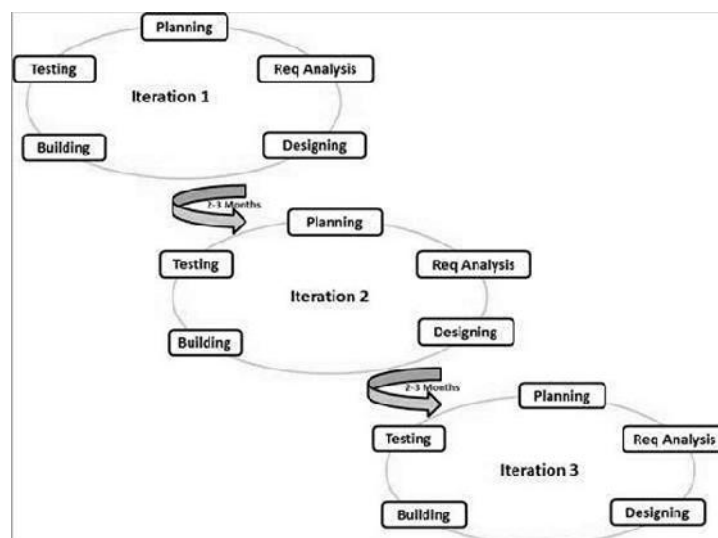 Planning
Testing
Req Analysis
Iteration 1
Building
Designing
2-3 Months
Planning
Testing
Req Analysis
Iteration 2
Building
Designing
2-3 Months
Planning
Testing
Req Analysis
Iteration 3
Building
Designing